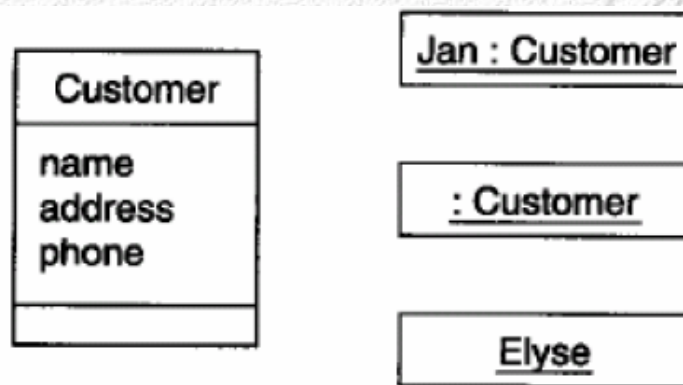 Customer
name
address
phone
Jan : Customer
: Customer
Elyse